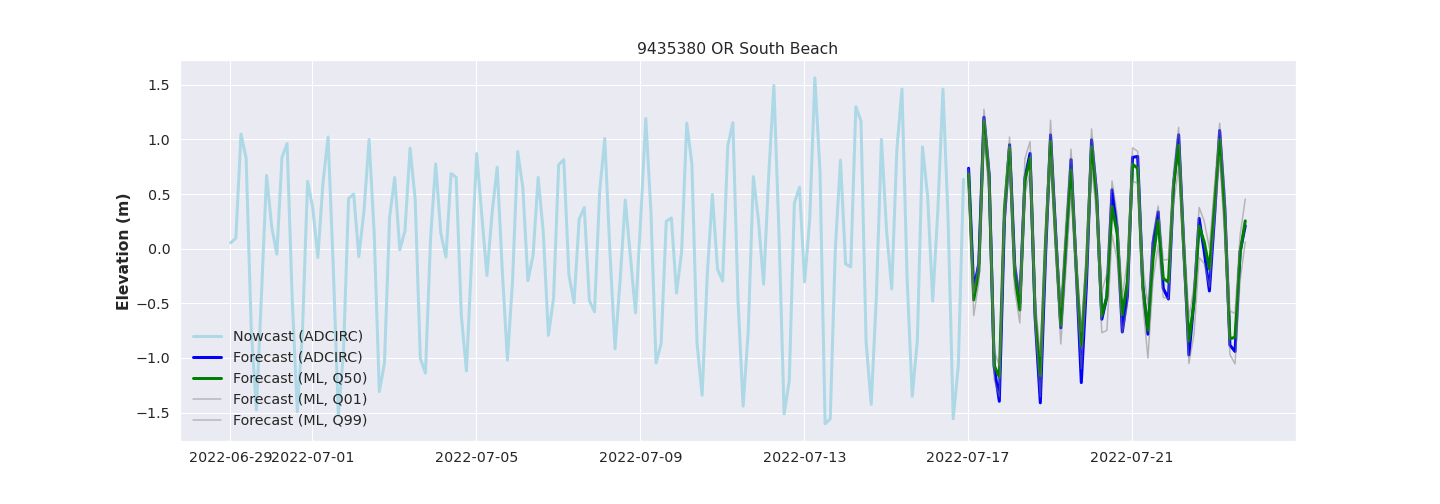 9435380 OR South Beach
Elevation (m)
1.5
1.0
0.5
0.0
−0.5
−1.0
−1.5
Nowcast (ADCIRC)
Forecast (ADCIRC)
Forecast (ML, Q50)
Forecast (ML, Q01)
Forecast (ML, Q99)
2022-06-29 2022-07-01 2022-07-05 2022-07-09 2022-07-13 2022-07-17 2022-07-21